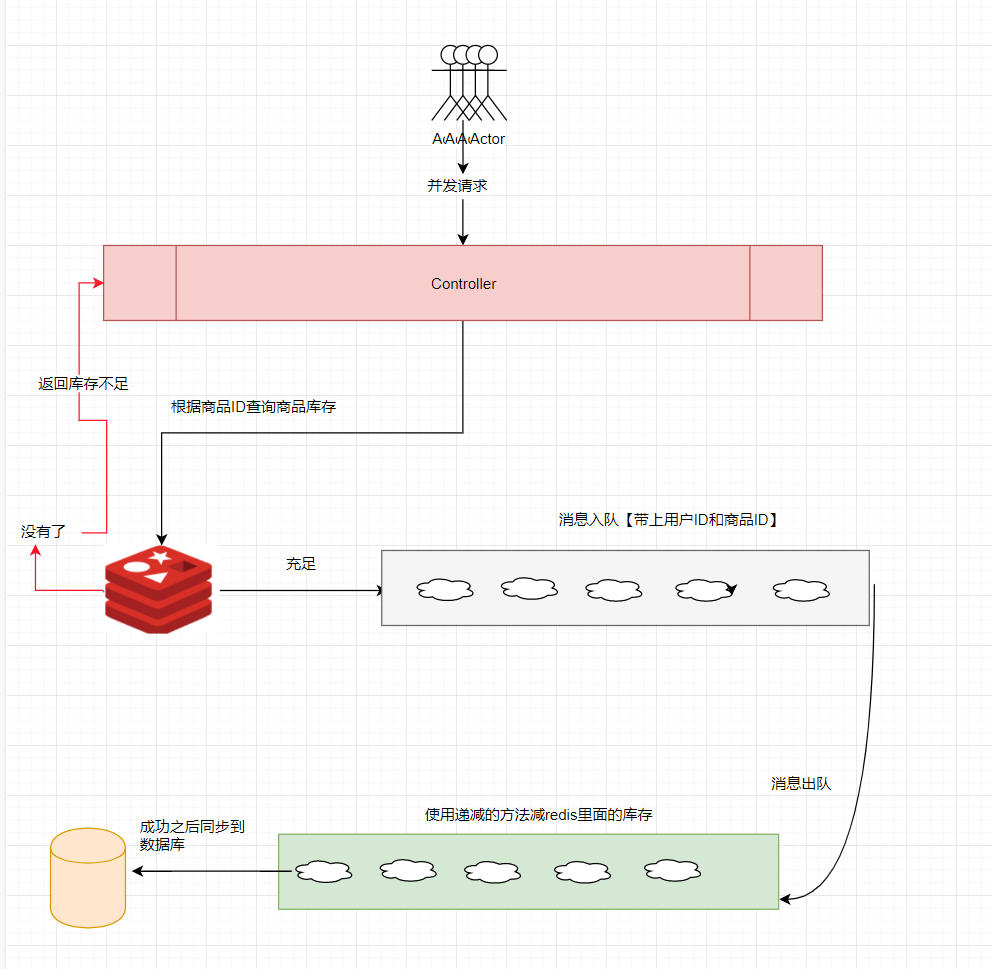 AAAActor
并发请求
Controller
返回库存不足
根据商品ID查询商品库存
没有了
消息入队【带上用户ID和商品ID】
充足
消息出队
使用递减的方法减redis里面的库存
成功之后同步到
数据库